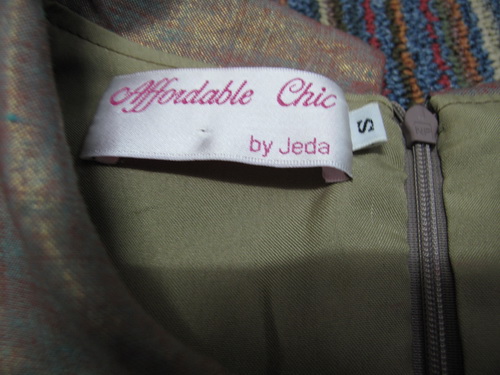 Affordable Chic
by Jeda
S